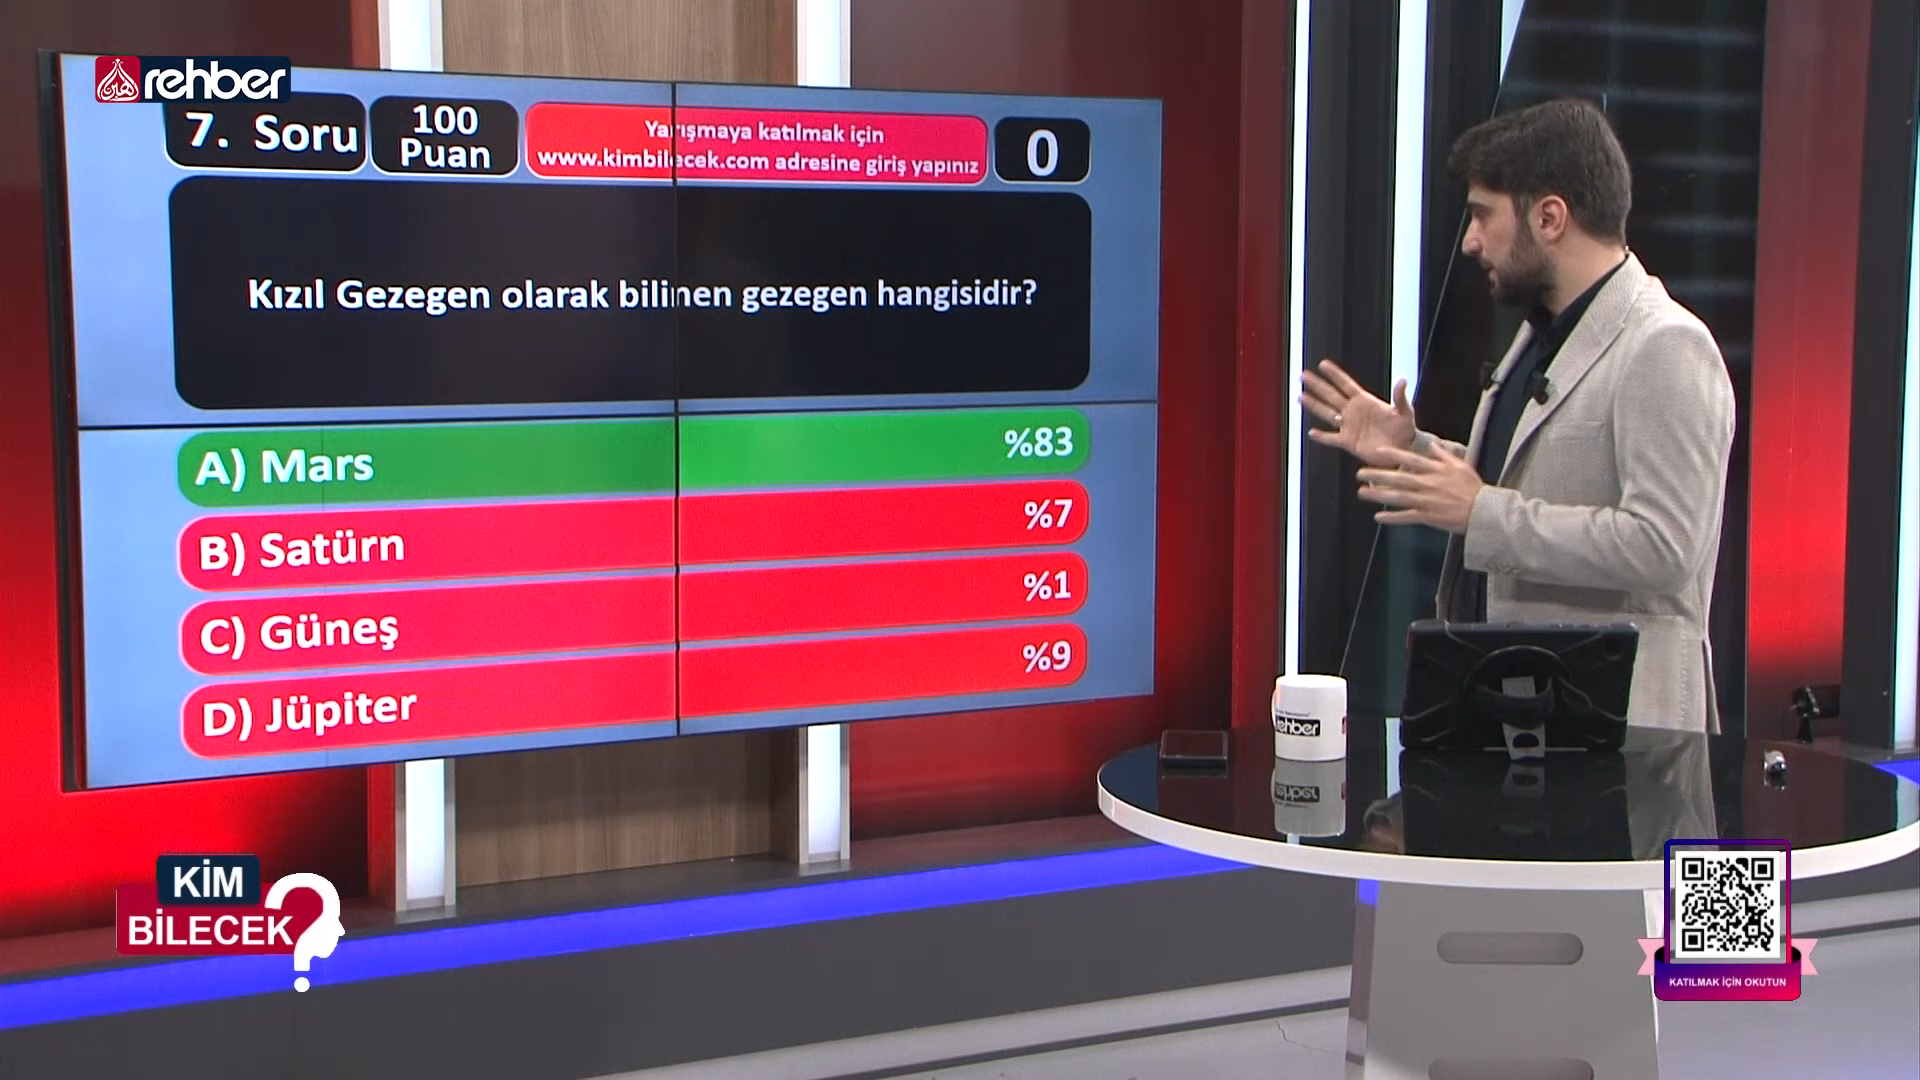 rehber
7. Soru
100
Puan
Yarışmaya katılmak için
www.kimbilecek.com adresine giriş yapınız
0
Kızıl Gezegen olarak bilinen gezegen hangisidir?
A) Mars %83
B) Satürn %7
C) Güneş %1
D) Jüpiter %9
rehber
KİM
BİLECEK?
KATILMAK İÇİN OKUTUN